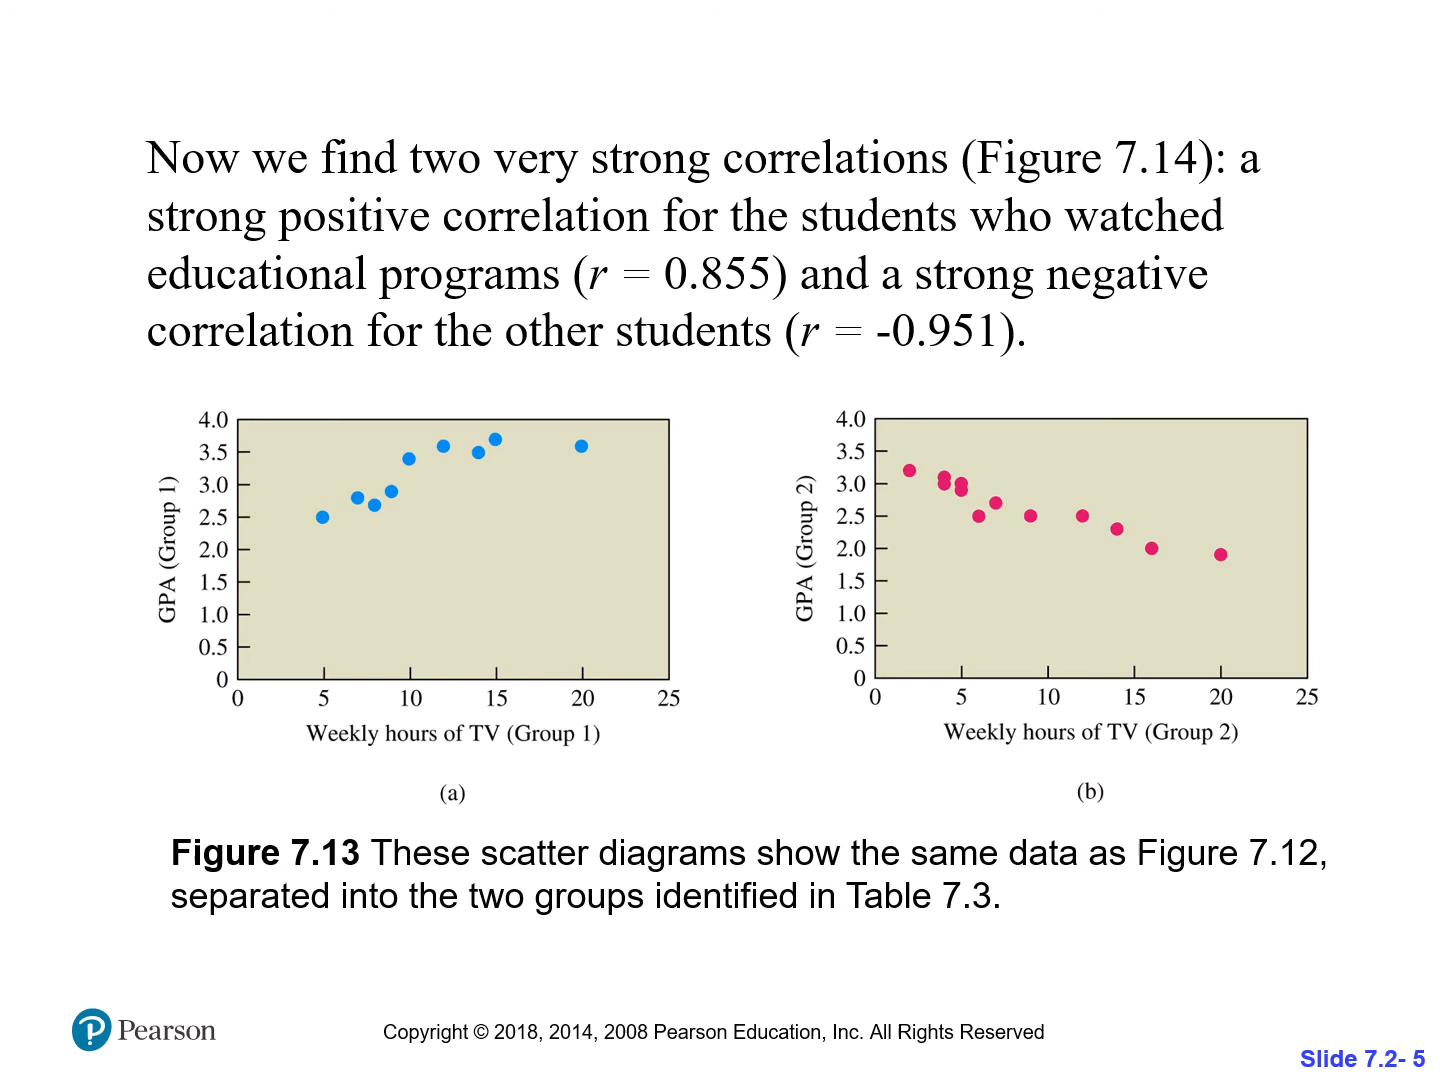 Now we find two very strong correlations (Figure 7.14): a
strong positive correlation for the students who watched
educational programs (r = 0.855) and a strong negative
correlation for the other students (r = -0.951).
4.0
3.5
3.0
2.5
2.0
1.5
1.0
0.5
0
GPA (Group 1)
0 5 10 15 20 25
Weekly hours of TV (Group 1)
(a)
4.0
3.5
3.0
2.5
2.0
1.5
1.0
0.5
0
GPA (Group 2)
0 5 10 15 20 25
Weekly hours of TV (Group 2)
(b)
Figure 7.13 These scatter diagrams show the same data as Figure 7.12,
separated into the two groups identified in Table 7.3.
P Pearson
Copyright © 2018, 2014, 2008 Pearson Education, Inc. All Rights Reserved
Slide 7.2- 5